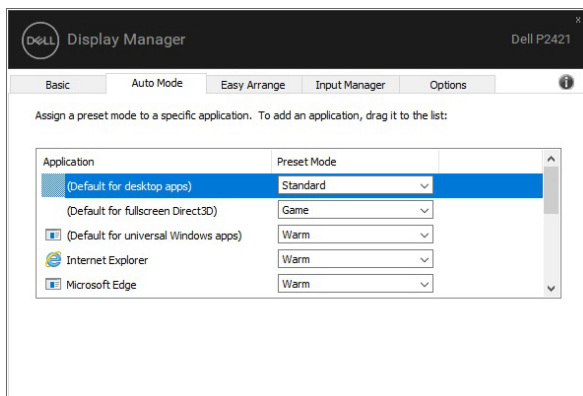 x
DELL Display Manager Dell P2421
Basic Auto Mode Easy Arrange Input Manager Options i
Assign a preset mode to a specific application. To add an application, drag it to the list:
Application Preset Mode
(Default for desktop apps) Standard
(Default for fullscreen Direct3D) Game
(Default for universal Windows apps) Warm
Internet Explorer Warm
Microsoft Edge Warm